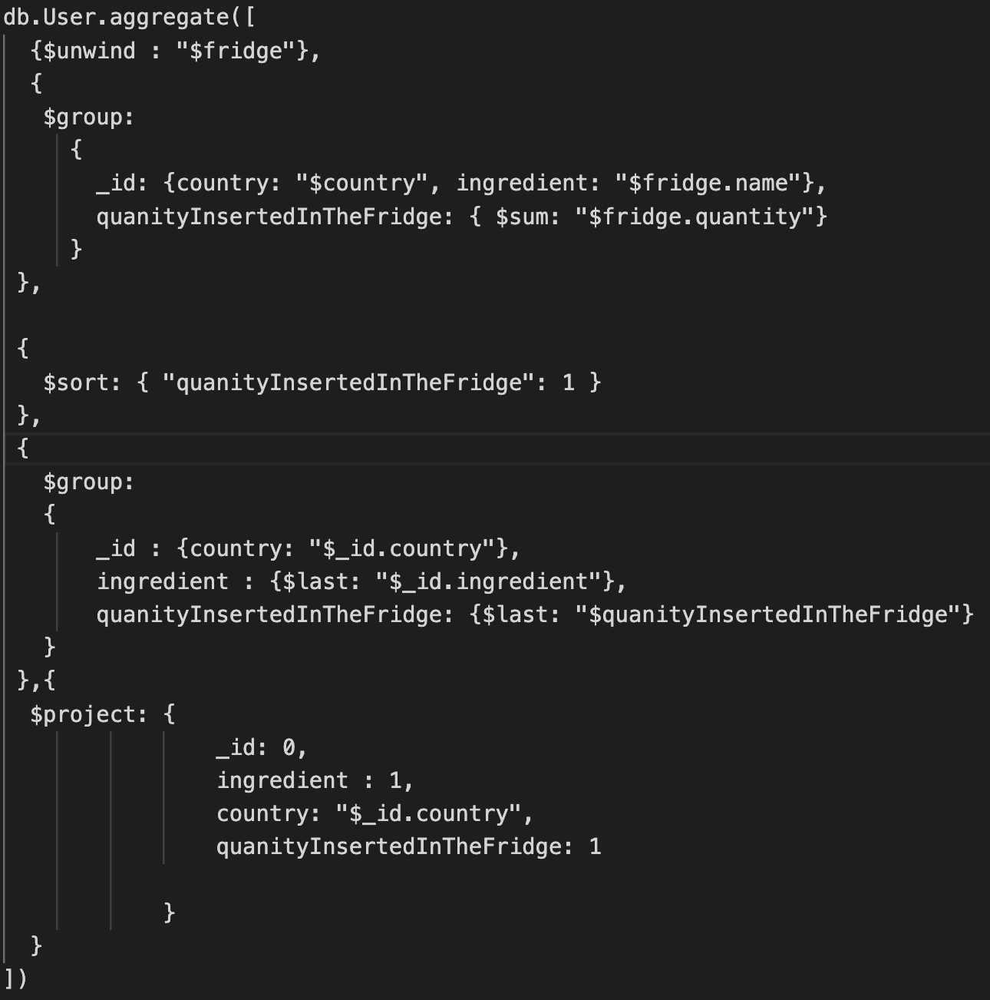 db.User.aggregate([
{$unwind : "$fridge"},
{
$group:
{
_id: {country: "$country", ingredient: "$fridge.name"},
quanityInsertedInTheFridge: { $sum: "$fridge.quantity"}
}
},
{
$sort: { "quanityInsertedInTheFridge": 1 }
},
{
$group:
{
_id : {country: "$_id.country"},
ingredient : {$last: "$_id.ingredient"},
quanityInsertedInTheFridge: {$last: "$quanityInsertedInTheFridge"}
}
},{
$project: {
_id: 0,
ingredient : 1,
country: "$_id.country",
quanityInsertedInTheFridge: 1
}
}
])